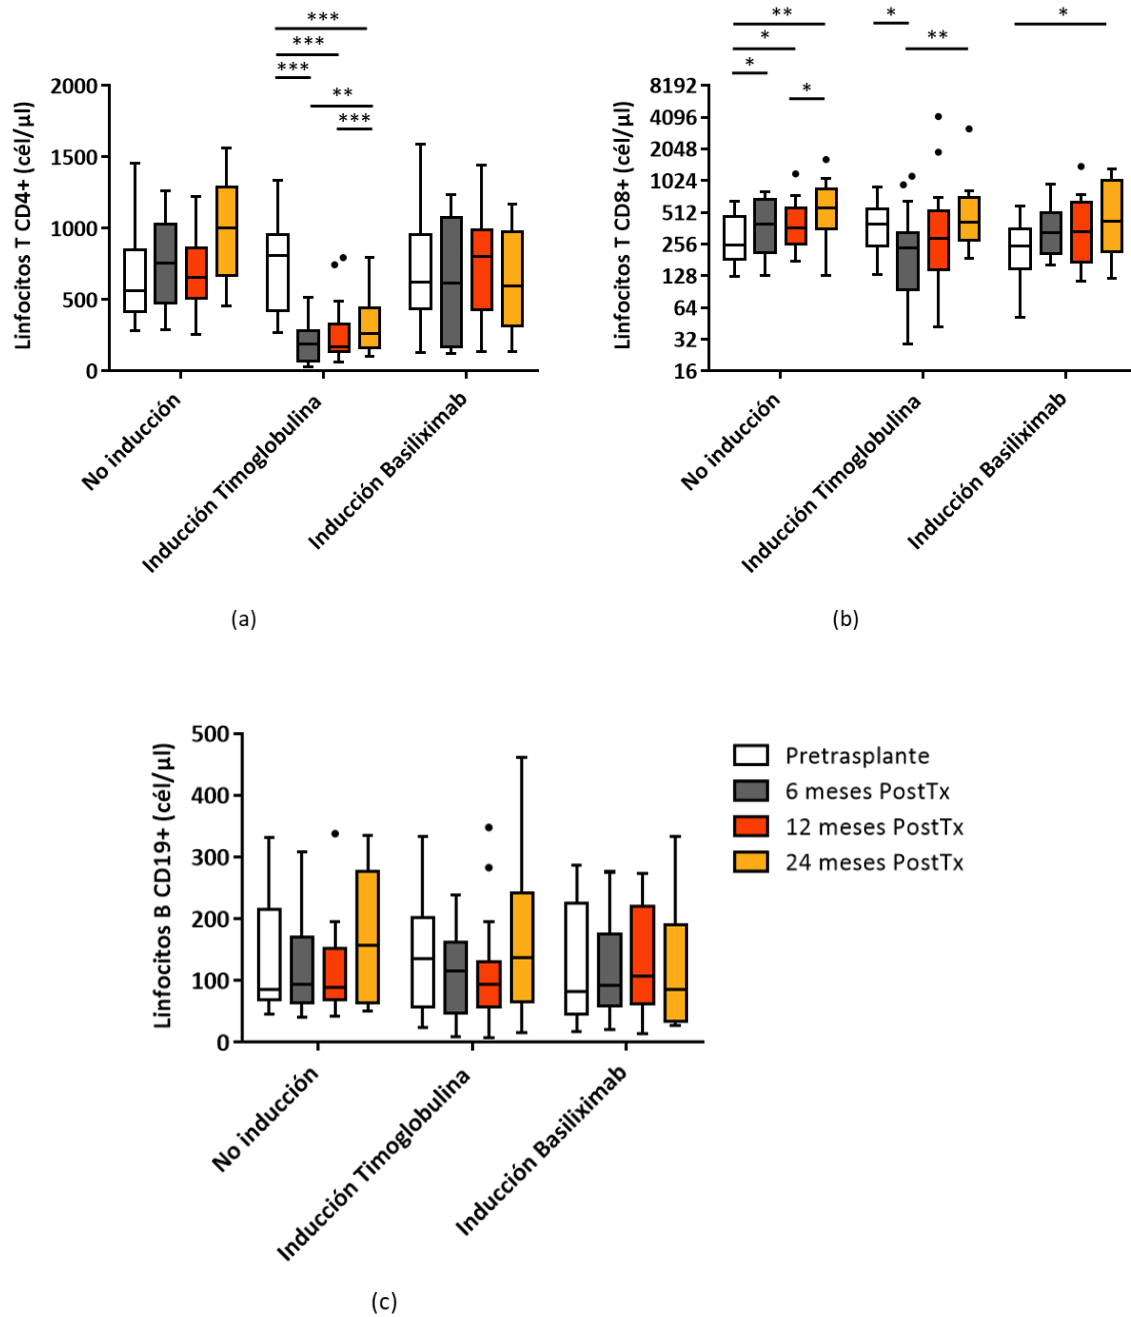 ***
***
***
**
***
2000
1500
1000
500
0
Linfocitos T CD4+ (cél/µl)
No inducción
Inducción Timoglobulina
Inducción Basiliximab
(a)
**
*
*
*
*
**
*
8192
4096
2048
1024
512
256
128
64
32
16
Linfocitos T CD8+ (cél/µl)
No inducción
Inducción Timoglobulina
Inducción Basiliximab
(b)
500
400
300
200
100
0
Linfocitos B CD19+ (cél/µl)
No inducción
Inducción Timoglobulina
Inducción Basiliximab
Pretrasplante
6 meses PostTx
12 meses PostTx
24 meses PostTx
(c)